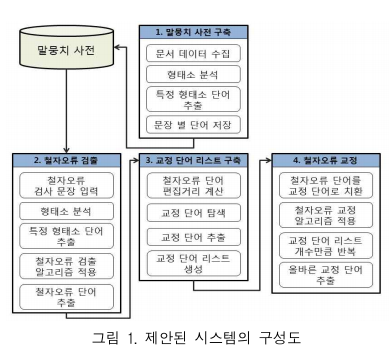 말뭉치 사전
1. 말뭉치 사전 구축
문서 데이터 수집
형태소 분석
특정 형태소 단어
추출
문장 별 단어 저장
2. 철자오류 검출
철자오류
검사 문장 입력
형태소 분석
특정 형태소 단어
추출
철자오류 검출
알고리즘 적용
철자오류 단어
추출
3. 교정 단어 리스트 구축
철자오류 단어
편집거리 계산
교정 단어 탐색
교정 단어 추출
교정 단어 리스트
생성
4. 철자오류 교정
철자오류 단어를
교정 단어로 치환
철자오류 교정
알고리즘 적용
교정 단어 리스트
개수만큼 반복
올바른 교정 단어
추출
그림 1. 제안된 시스템의 구성도